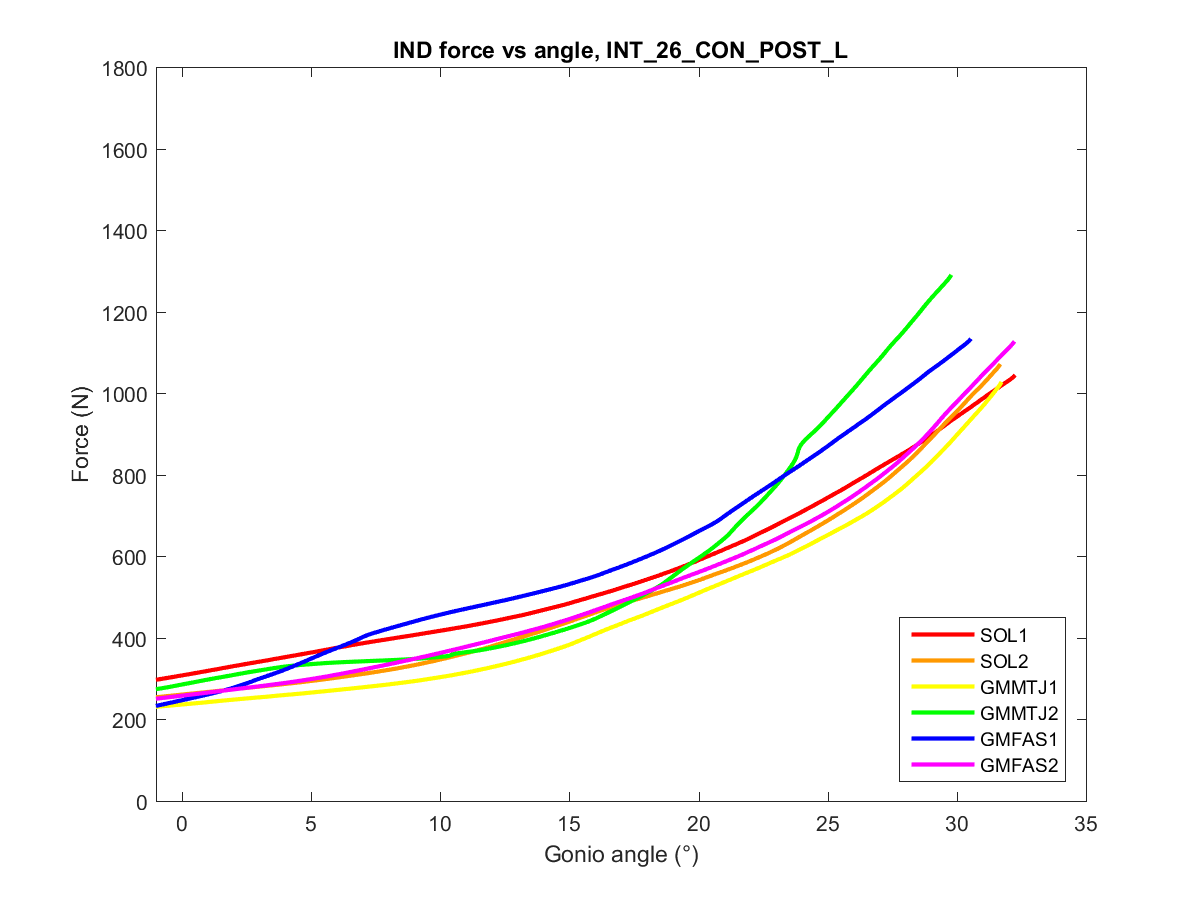 IND force vs angle, INT_26_CON_POST_L
1800
1600
1400
1200
1000
800
600
400
200
0
Force (N)
0 5 10 15 20 25 30 35
Gonio angle (°)
SOL1
SOL2
GMMTJ1
GMMTJ2
GMFAS1
GMFAS2